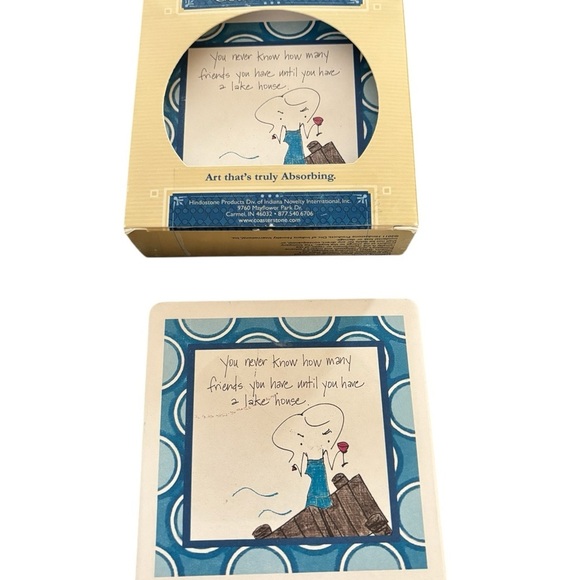 You never know how many
friends you have until you have
a lake house.
Art that's truly Absorbing.
Hindostone Products Div. of Indiana Novelty International, Inc.
9760 Mayflower Park Dr.
Carmel, IN 46032 • 877.540.6706
www.coasterstone.com
You never know how many
friends you have until you have
a lake house.